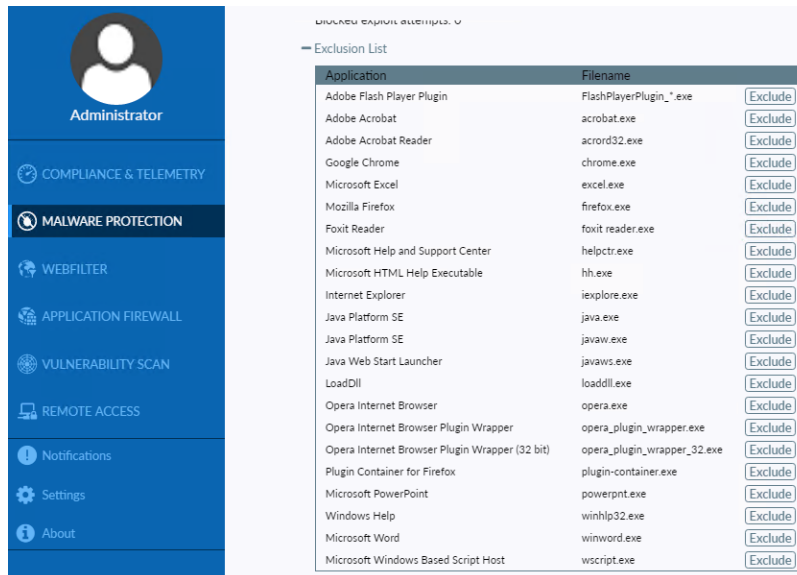 Blocked exploit attempts: 0
Exclusion List
Application Filename
Adobe Flash Player Plugin FlashPlayerPlugin_*.exe Exclude
Adobe Acrobat acrobat.exe Exclude
Adobe Acrobat Reader acrord32.exe Exclude
Google Chrome chrome.exe Exclude
Microsoft Excel excel.exe Exclude
Mozilla Firefox firefox.exe Exclude
Foxit Reader foxit reader.exe Exclude
Microsoft Help and Support Center helpctr.exe Exclude
Microsoft HTML Help Executable hh.exe Exclude
Internet Explorer iexplore.exe Exclude
Java Platform SE java.exe Exclude
Java Platform SE javaw.exe Exclude
Java Web Start Launcher javaws.exe Exclude
LoadDll loaddll.exe Exclude
Opera Internet Browser opera.exe Exclude
Opera Internet Browser Plugin Wrapper opera_plugin_wrapper.exe Exclude
Opera Internet Browser Plugin Wrapper (32 bit) opera_plugin_wrapper_32.exe Exclude
Plugin Container for Firefox plugin-container.exe Exclude
Microsoft PowerPoint powerpnt.exe Exclude
Windows Help winhlp32.exe Exclude
Microsoft Word winword.exe Exclude
Microsoft Windows Based Script Host wscript.exe Exclude
Administrator
COMPLIANCE & TELEMETRY
MALWARE PROTECTION
WEBFILTER
APPLICATION FIREWALL
VULNERABILITY SCAN
REMOTE ACCESS
Notifications
Settings
About